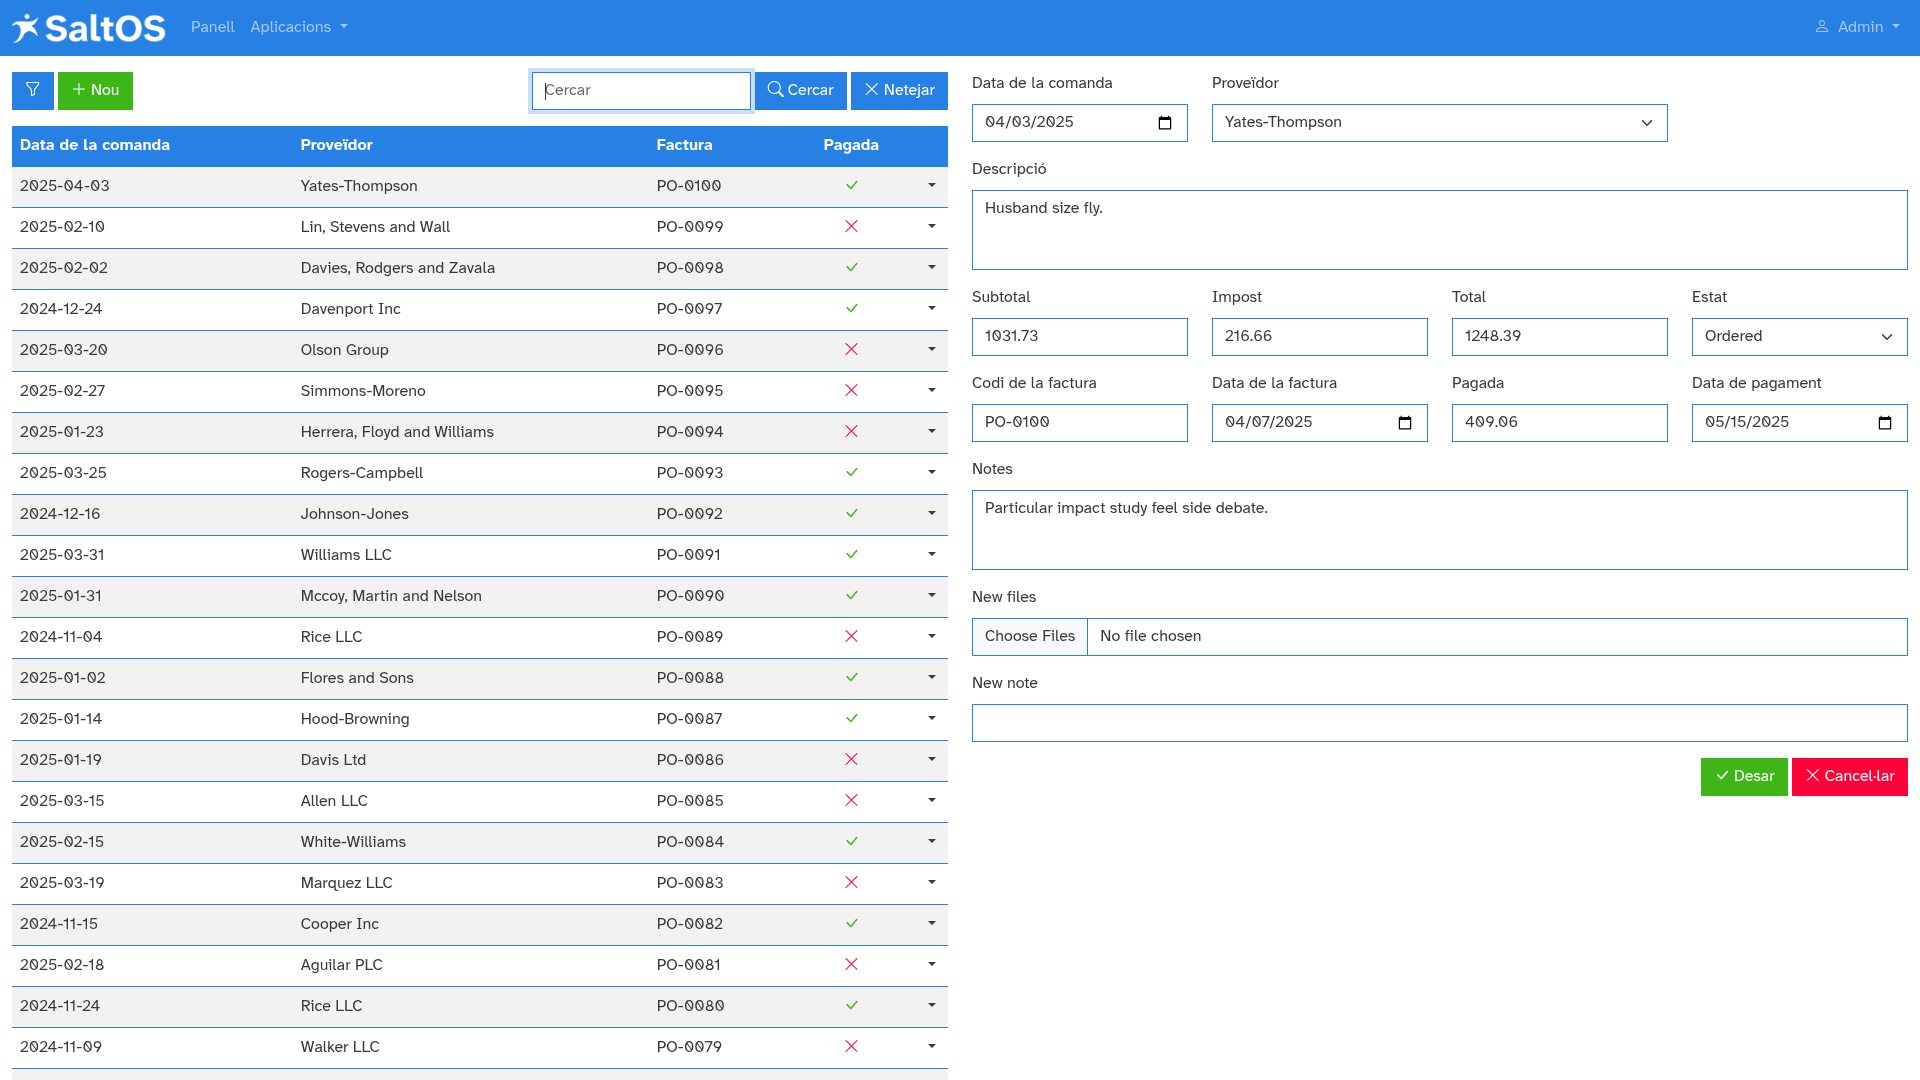 SaltOS Panell Aplicacions Admin
Nou Cercar Cercar Netejar
Data de la comanda Proveïdor Factura Pagada
2025-04-03 Yates-Thompson PO-0100
2025-02-10 Lin, Stevens and Wall PO-0099
2025-02-02 Davies, Rodgers and Zavala PO-0098
2024-12-24 Davenport Inc PO-0097
2025-03-20 Olson Group PO-0096
2025-02-27 Simmons-Moreno PO-0095
2025-01-23 Herrera, Floyd and Williams PO-0094
2025-03-25 Rogers-Campbell PO-0093
2024-12-16 Johnson-Jones PO-0092
2025-03-31 Williams LLC PO-0091
2025-01-31 Mccoy, Martin and Nelson PO-0090
2024-11-04 Rice LLC PO-0089
2025-01-02 Flores and Sons PO-0088
2025-01-14 Hood-Browning PO-0087
2025-01-19 Davis Ltd PO-0086
2025-03-15 Allen LLC PO-0085
2025-02-15 White-Williams PO-0084
2025-03-19 Marquez LLC PO-0083
2024-11-15 Cooper Inc PO-0082
2025-02-18 Aguilar PLC PO-0081
2024-11-24 Rice LLC PO-0080
2024-11-09 Walker LLC PO-0079
Data de la comanda Proveïdor
04/03/2025 Yates-Thompson
Descripció
Husband size fly.
Subtotal Impost Total Estat
1031.73 216.66 1248.39 Ordered
Codi de la factura Data de la factura Pagada Data de pagament
PO-0100 04/07/2025 409.06 05/15/2025
Notes
Particular impact study feel side debate.
New files
Choose Files No file chosen
New note
Desar Cancel·lar